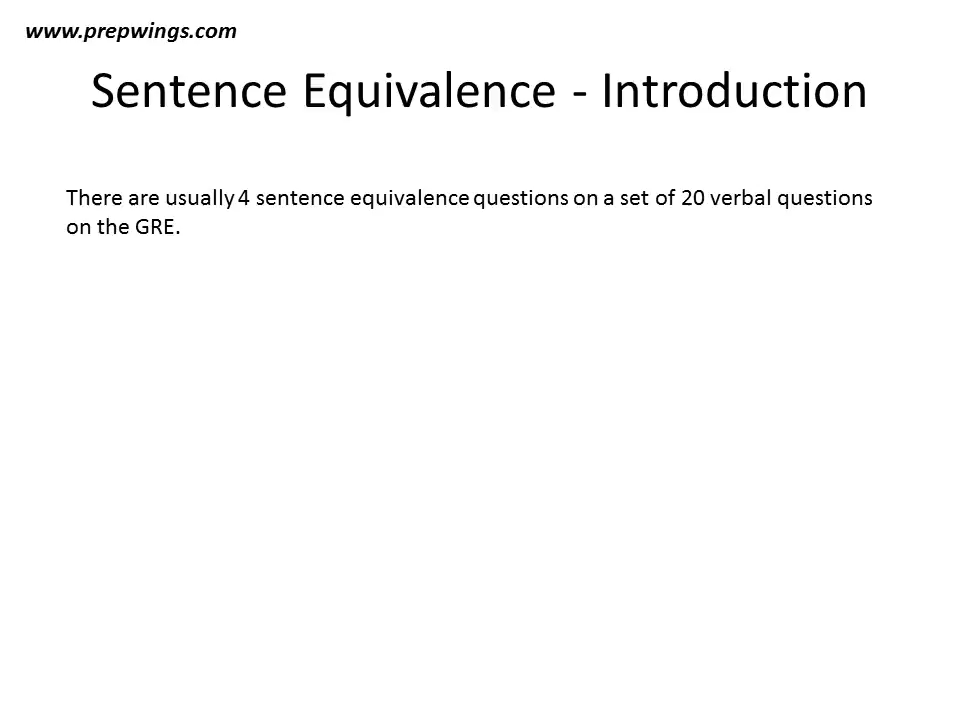 www.prepwings.com
Sentence Equivalence - Introduction
There are usually 4 sentence equivalence questions on a set of 20 verbal questions
on the GRE.